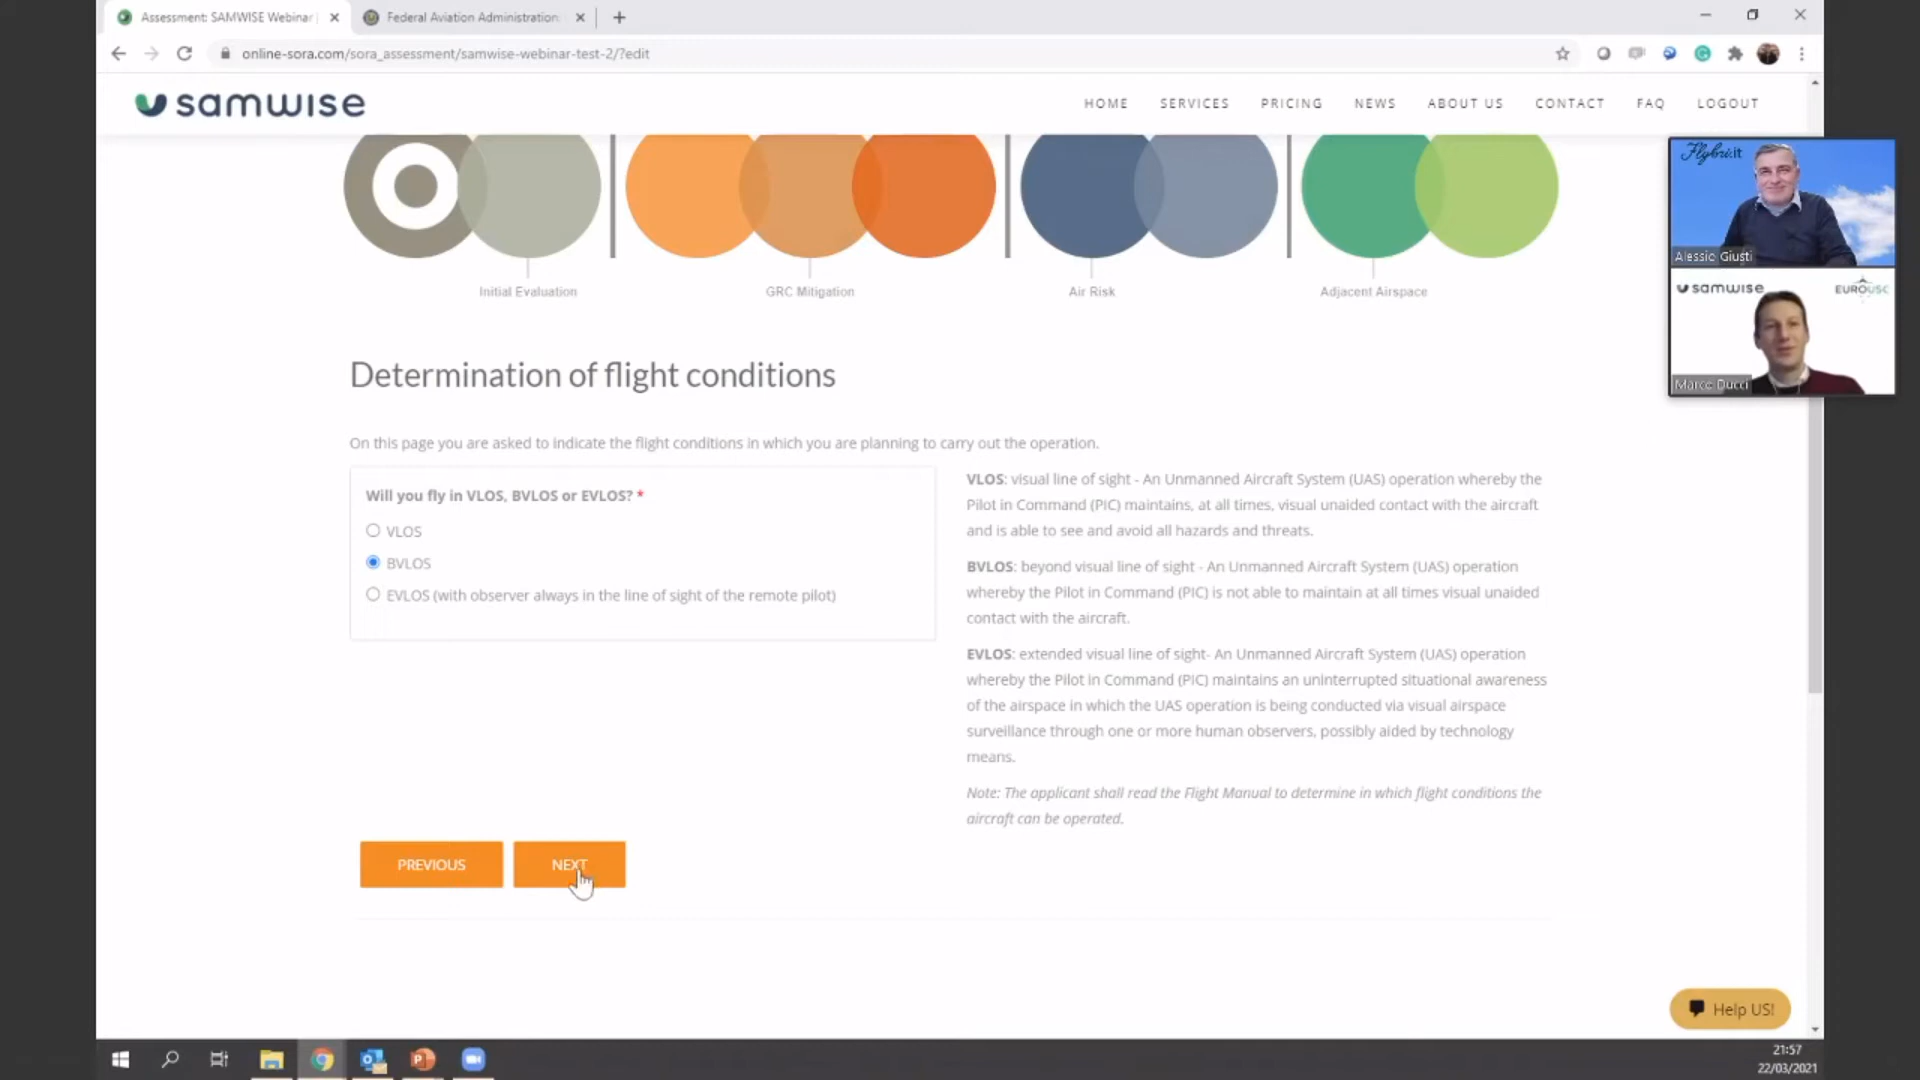 Assessment: SAMWISE Webinar
Federal Aviation Administration
online-sora.com/sora_assessment/samwise-webinar-test-2/?edit
samwise
HOME SERVICES PRICING NEWS ABOUT US CONTACT FAQ LOGOUT
Flybri.it
Alessio Giusti
samwise EUROUSC
Marco Ducci
Initial Evaluation
GRC Mitigation
Air Risk
Adjacent Airspace
Determination of flight conditions
On this page you are asked to indicate the flight conditions in which you are planning to carry out the operation.
Will you fly in VLOS, BVLOS or EVLOS? *
VLOS
BVLOS
EVLOS (with observer always in the line of sight of the remote pilot)
VLOS: visual line of sight - An Unmanned Aircraft System (UAS) operation whereby the
Pilot in Command (PIC) maintains, at all times, visual unaided contact with the aircraft
and is able to see and avoid all hazards and threats.
BVLOS: beyond visual line of sight - An Unmanned Aircraft System (UAS) operation
whereby the Pilot in Command (PIC) is not able to maintain at all times visual unaided
contact with the aircraft.
EVLOS: extended visual line of sight- An Unmanned Aircraft System (UAS) operation
whereby the Pilot in Command (PIC) maintains an uninterrupted situational awareness
of the airspace in which the UAS operation is being conducted via visual airspace
surveillance through one or more human observers, possibly aided by technology
means.
Note: The applicant shall read the Flight Manual to determine in which flight conditions the
aircraft can be operated.
PREVIOUS
NEXT
Help US!
21:57
22/03/2021